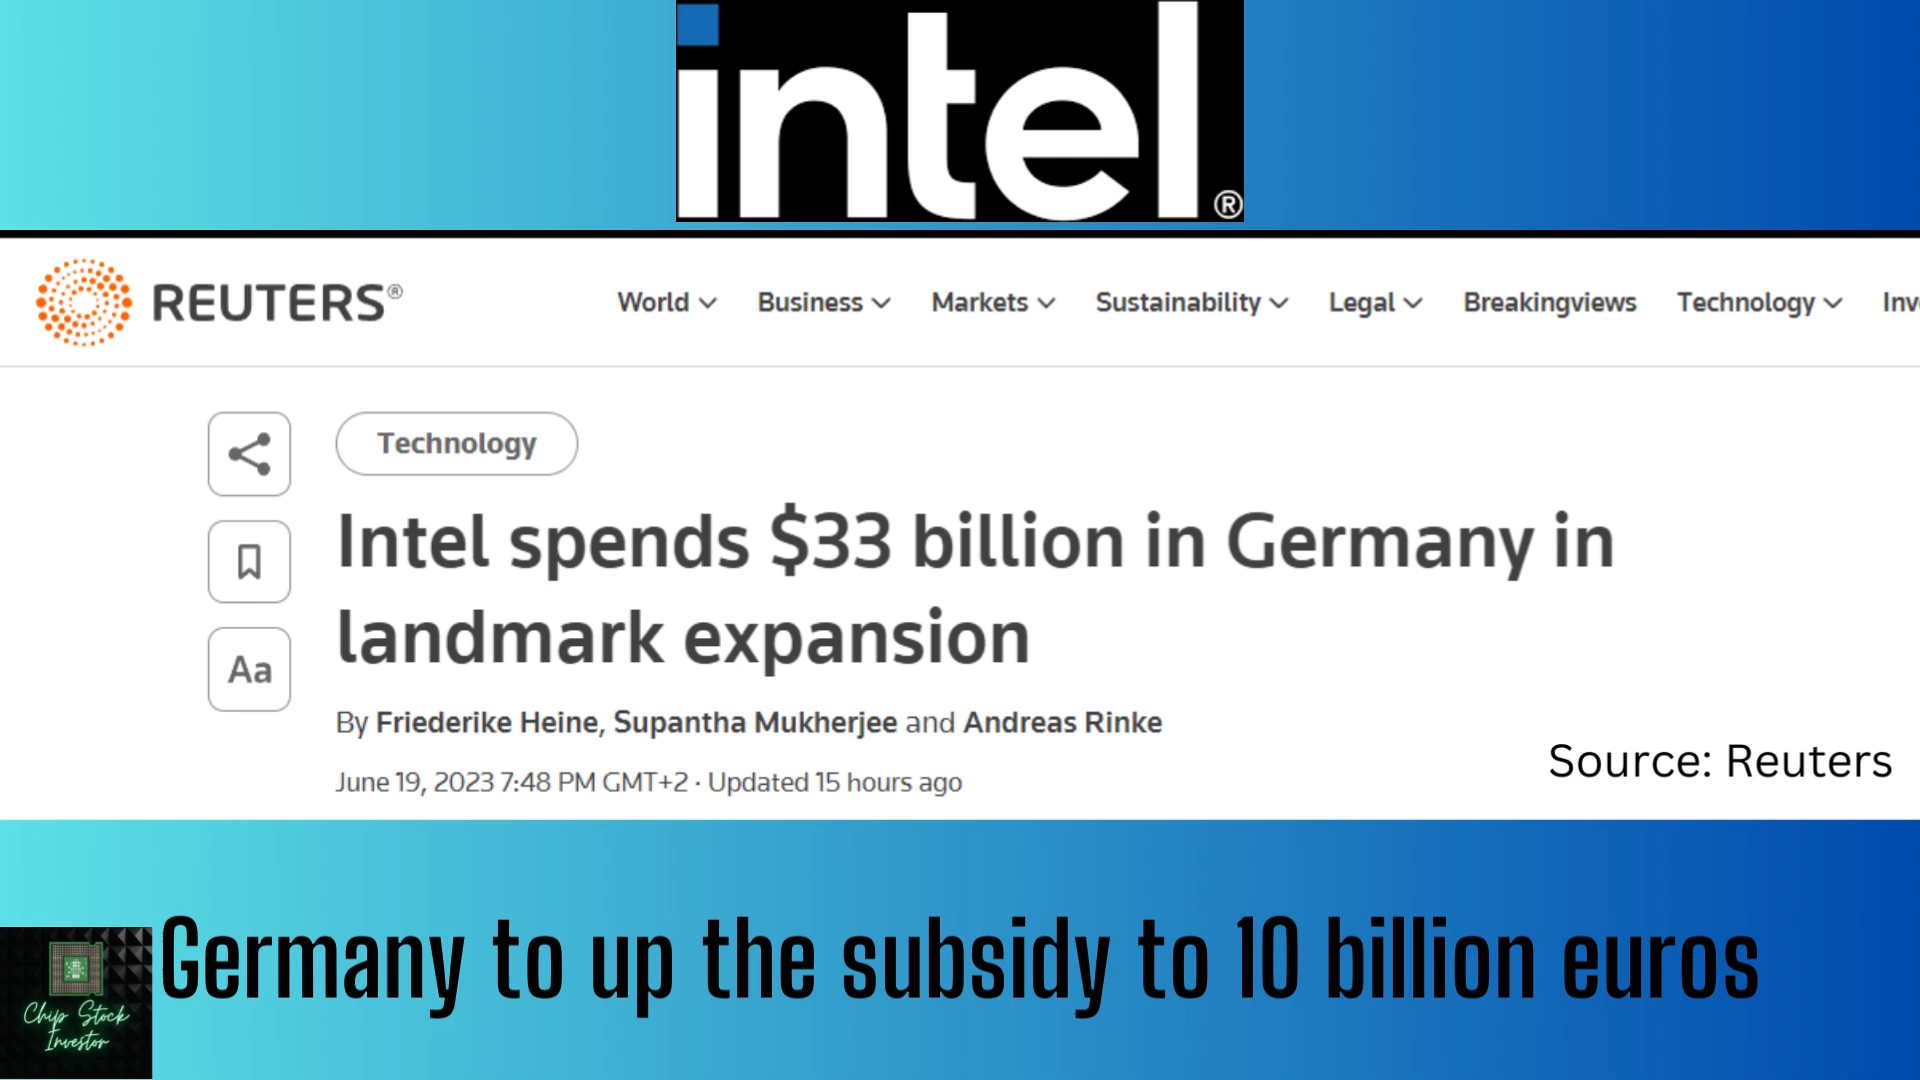 intel®
REUTERS®
World Business Markets Sustainability Legal Breakingviews Technology Inv
Technology
Intel spends $33 billion in Germany in
landmark expansion
Aa
By Friederike Heine, Supantha Mukherjee and Andreas Rinke
June 19, 2023 7:48 PM GMT+2 · Updated 15 hours ago
Source: Reuters
Germany to up the subsidy to 10 billion euros
Chip Stock
Investor